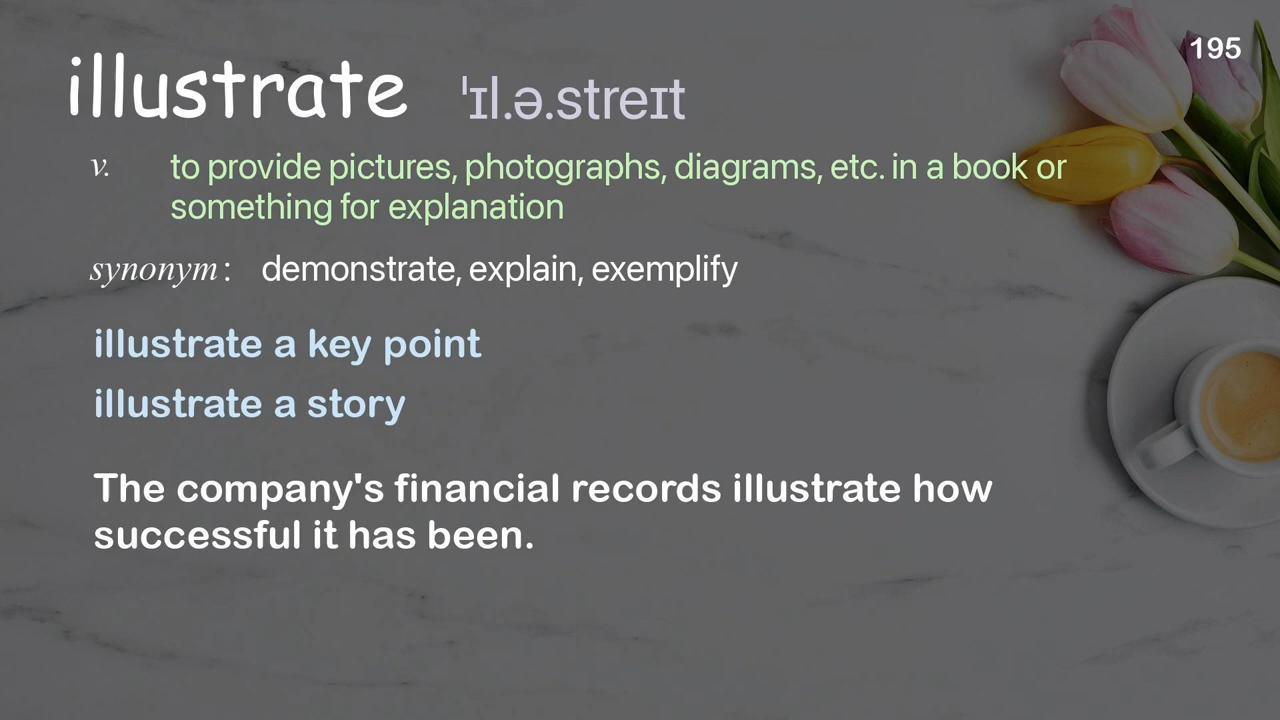 195
illustrate ˈɪl.ə.streɪt
v. to provide pictures, photographs, diagrams, etc. in a book or
something for explanation
synonym : demonstrate, explain, exemplify
illustrate a key point
illustrate a story
The company's financial records illustrate how
successful it has been.